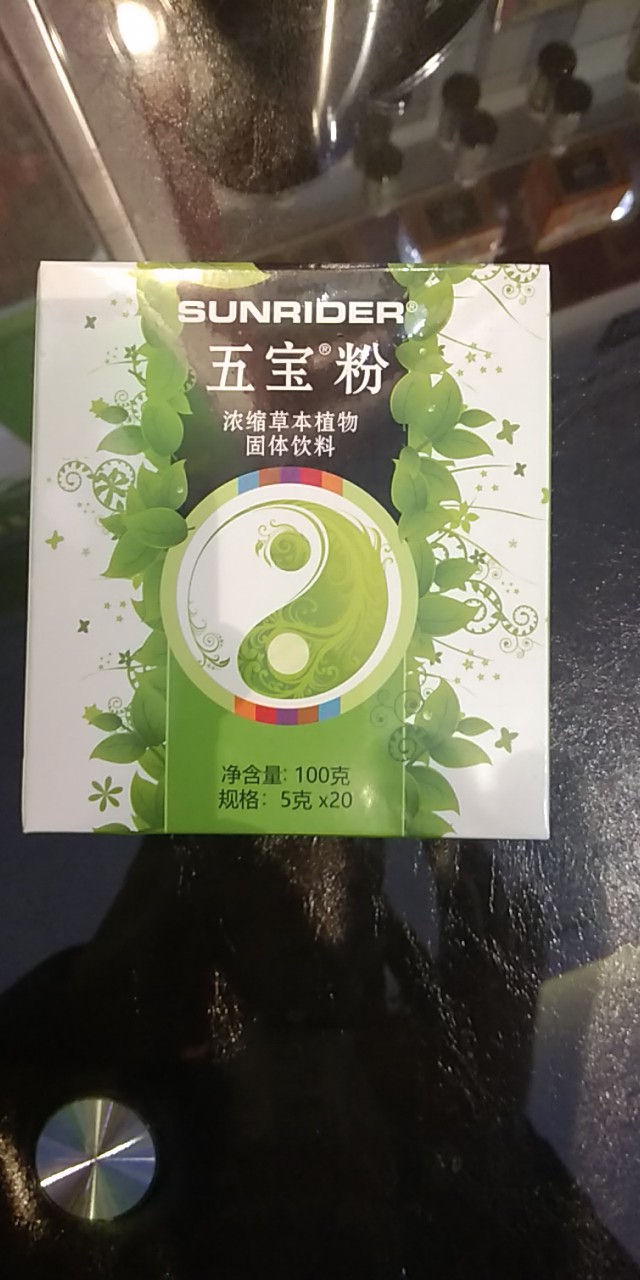 SUNRIDER®
五宝®粉
浓缩草本植物
固体饮料
净含量: 100克
规格: 5克 x20